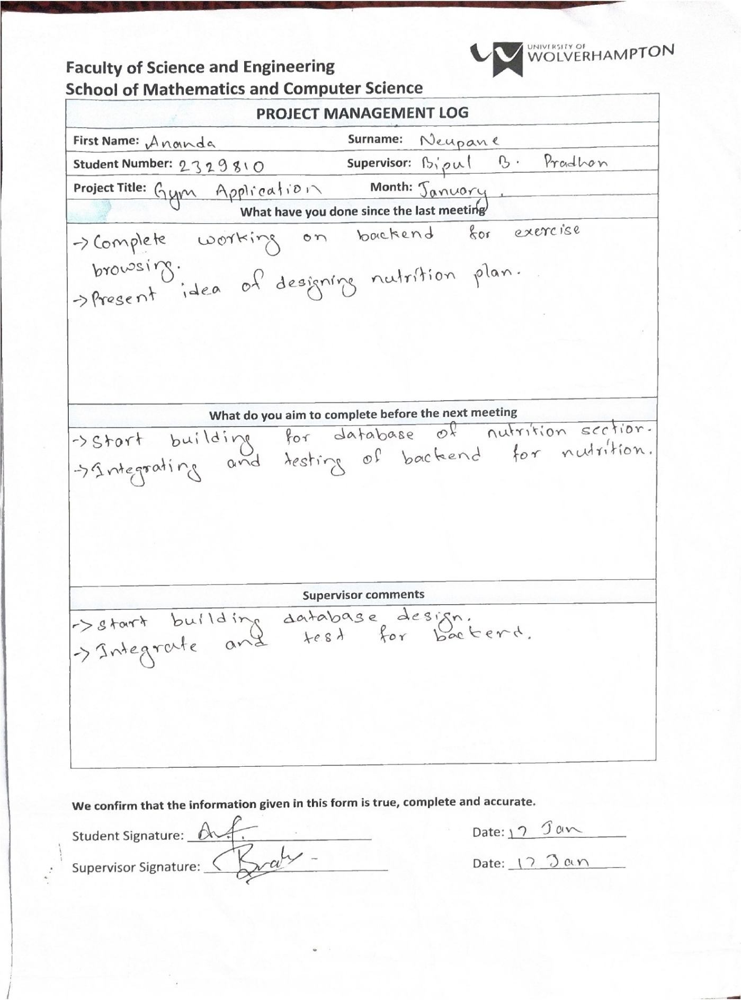 UNIVERSITY OF
WOLVERHAMPTON
Faculty of Science and Engineering
School of Mathematics and Computer Science
PROJECT MANAGEMENT LOG
First Name: Ananda Surname: Neupane
Student Number: 2329810 Supervisor: Bipul B. Pradhan
Project Title: Gym Application Month: January.
What have you done since the last meeting
→ Complete working on backend for exercise
browsing.
→ Present idea of designing nutrition plan.
What do you aim to complete before the next meeting
→ Start building for database of nutrition section.
→ Integrating and testing of backend for nutrition.
Supervisor comments
→ Start building database design.
→ Integrate and test for backend.
We confirm that the information given in this form is true, complete and accurate.
Student Signature: Date: 17 Jan
Supervisor Signature: Date: 17 Jan